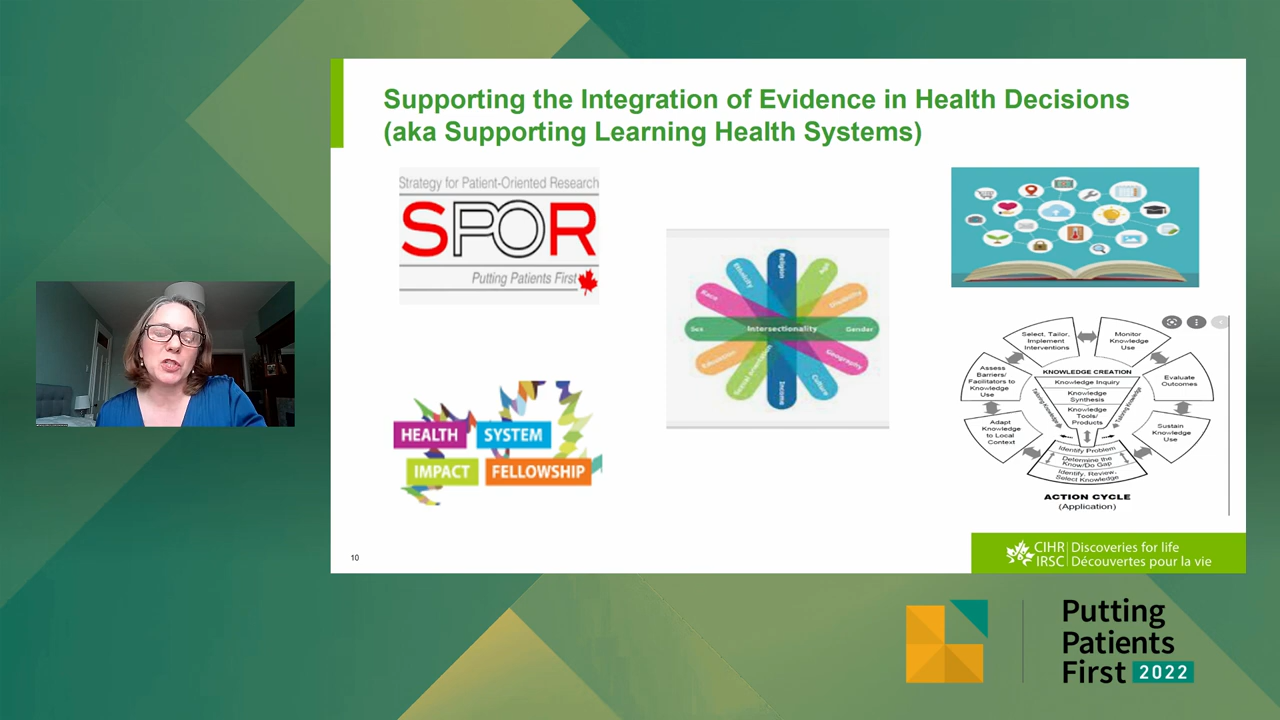 Supporting the Integration of Evidence in Health Decisions
(aka Supporting Learning Health Systems)
Strategy for Patient-Oriented Research
SPOR
Putting Patients First
HEALTH SYSTEM
IMPACT FELLOWSHIP
Religion
Ethnicity
Age
Race
Disability
Sex
Intersectionality
Gender
Education
Geography
Culture
Income
Select, Tailor,
Implement
Interventions
Monitor
Knowledge
Use
Assess
Barriers/
Facilitators to
Knowledge
Use
KNOWLEDGE CREATION
Knowledge Inquiry
Knowledge
Synthesis
Knowledge
Tools/
Products
Tailoring Knowledge
Evaluate
Outcomes
Adapt
Knowledge
to Local
Context
Sustain
Knowledge
Use
Identify Problem
Determine the
Know/Do Gap
Identify, Review,
Select Knowledge
ACTION CYCLE
(Application)
10
CIHR
IRSC
Discoveries for life
Découvertes pour la vie
Putting
Patients
First 2022